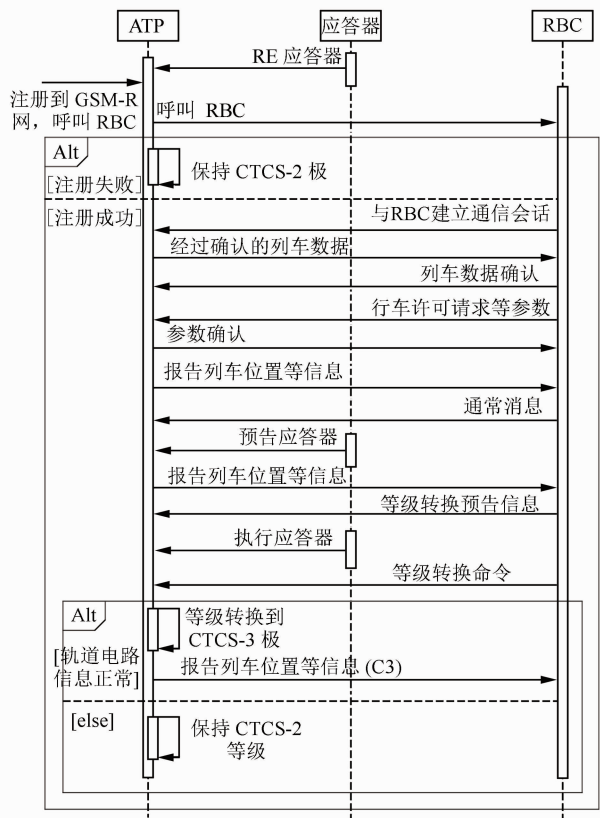 ATP
应答器
RBC
RE 应答器
注册到 GSM-R
网，呼叫 RBC
呼叫 RBC
Alt
保持 CTCS-2 极
[注册失败]
[注册成功]
与RBC建立通信会话
经过确认的列车数据
列车数据确认
行车许可请求等参数
参数确认
报告列车位置等信息
通常消息
预告应答器
报告列车位置等信息
等级转换预告信息
执行应答器
等级转换命令
Alt
等级转换到
CTCS-3 极
[轨道电路
信息正常]
报告列车位置等信息 (C3)
[else]
保持 CTCS-2
等级